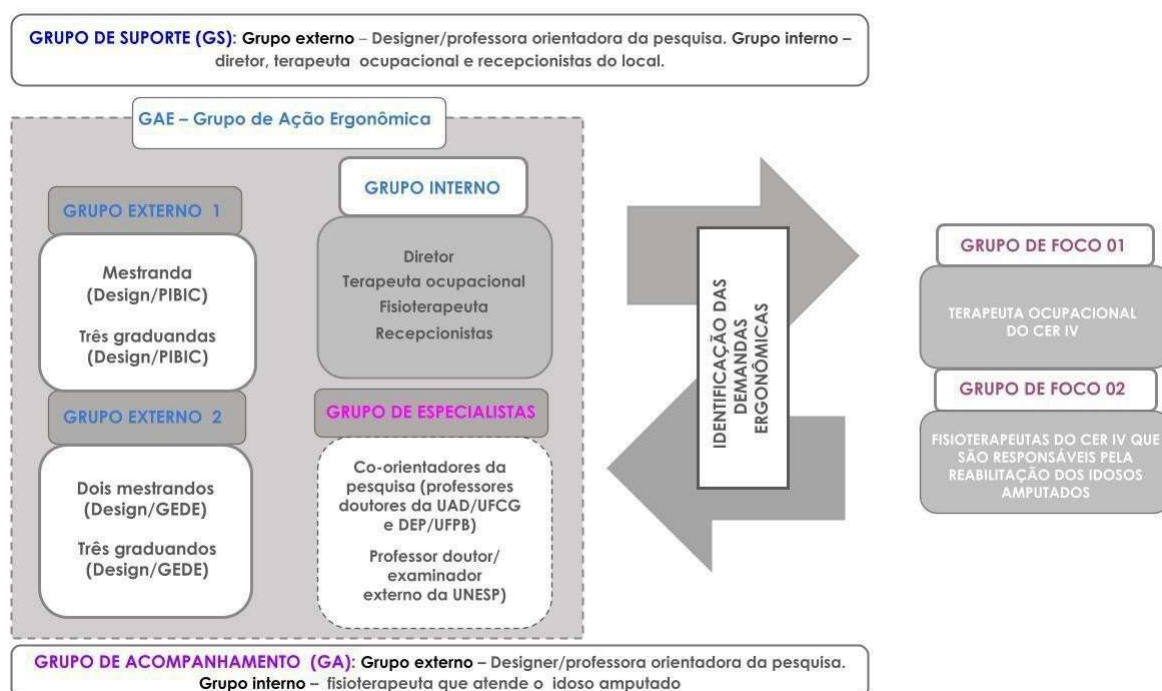 GRUPO DE SUPORTE (GS): Grupo externo – Designer/professora orientadora da pesquisa. Grupo interno –
diretor, terapeuta ocupacional e recepcionistas do local.
GAE – Grupo de Ação Ergonômica
GRUPO EXTERNO 1
Mestranda
(Design/PIBIC)
Três graduandas
(Design/PIBIC)
GRUPO EXTERNO 2
Dois mestrandos
(Design/GEDE)
Três graduandos
(Design/GEDE)
GRUPO INTERNO
Diretor
Terapeuta ocupacional
Fisioterapeuta
Recepcionistas
GRUPO DE ESPECIALISTAS
Co-orientadores da
pesquisa (professores
doutores da UAD/UFCG
e DEP/UFPB)
Professor doutor/
examinador
externo da UNESP)
IDENTIFICAÇÃO DAS
DEMANDAS
ERGONÔMICAS
GRUPO DE FOCO 01
TERAPEUTA OCUPACIONAL
DO CER IV
GRUPO DE FOCO 02
FISIOTERAPEUTAS DO CER IV QUE
SÃO RESPONSÁVEIS PELA
REABILITAÇÃO DOS IDOSOS
AMPUTADOS
GRUPO DE ACOMPANHAMENTO (GA): Grupo externo – Designer/professora orientadora da pesquisa.
Grupo interno – fisioterapeuta que atende o idoso amputado